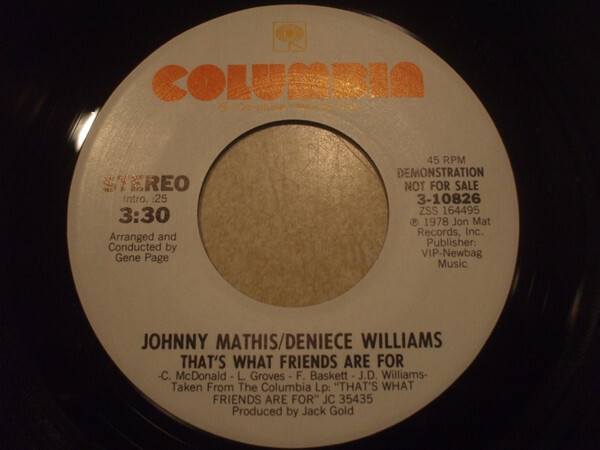 COLUMBIA
STEREO
Intro. :25
3:30
Arranged and
Conducted by
Gene Page
45 RPM
DEMONSTRATION
NOT FOR SALE
3-10826
ZSS 164495
℗ 1978 Jon Mat
Records, Inc.
Publisher:
VIP-Newbag
Music
JOHNNY MATHIS/DENIECE WILLIAMS
THAT'S WHAT FRIENDS ARE FOR
-C. McDonald - L. Groves - F. Baskett - J.D. Williams-
Taken From The Columbia Lp: "THAT'S WHAT
FRIENDS ARE FOR" JC 35435
Produced by Jack Gold